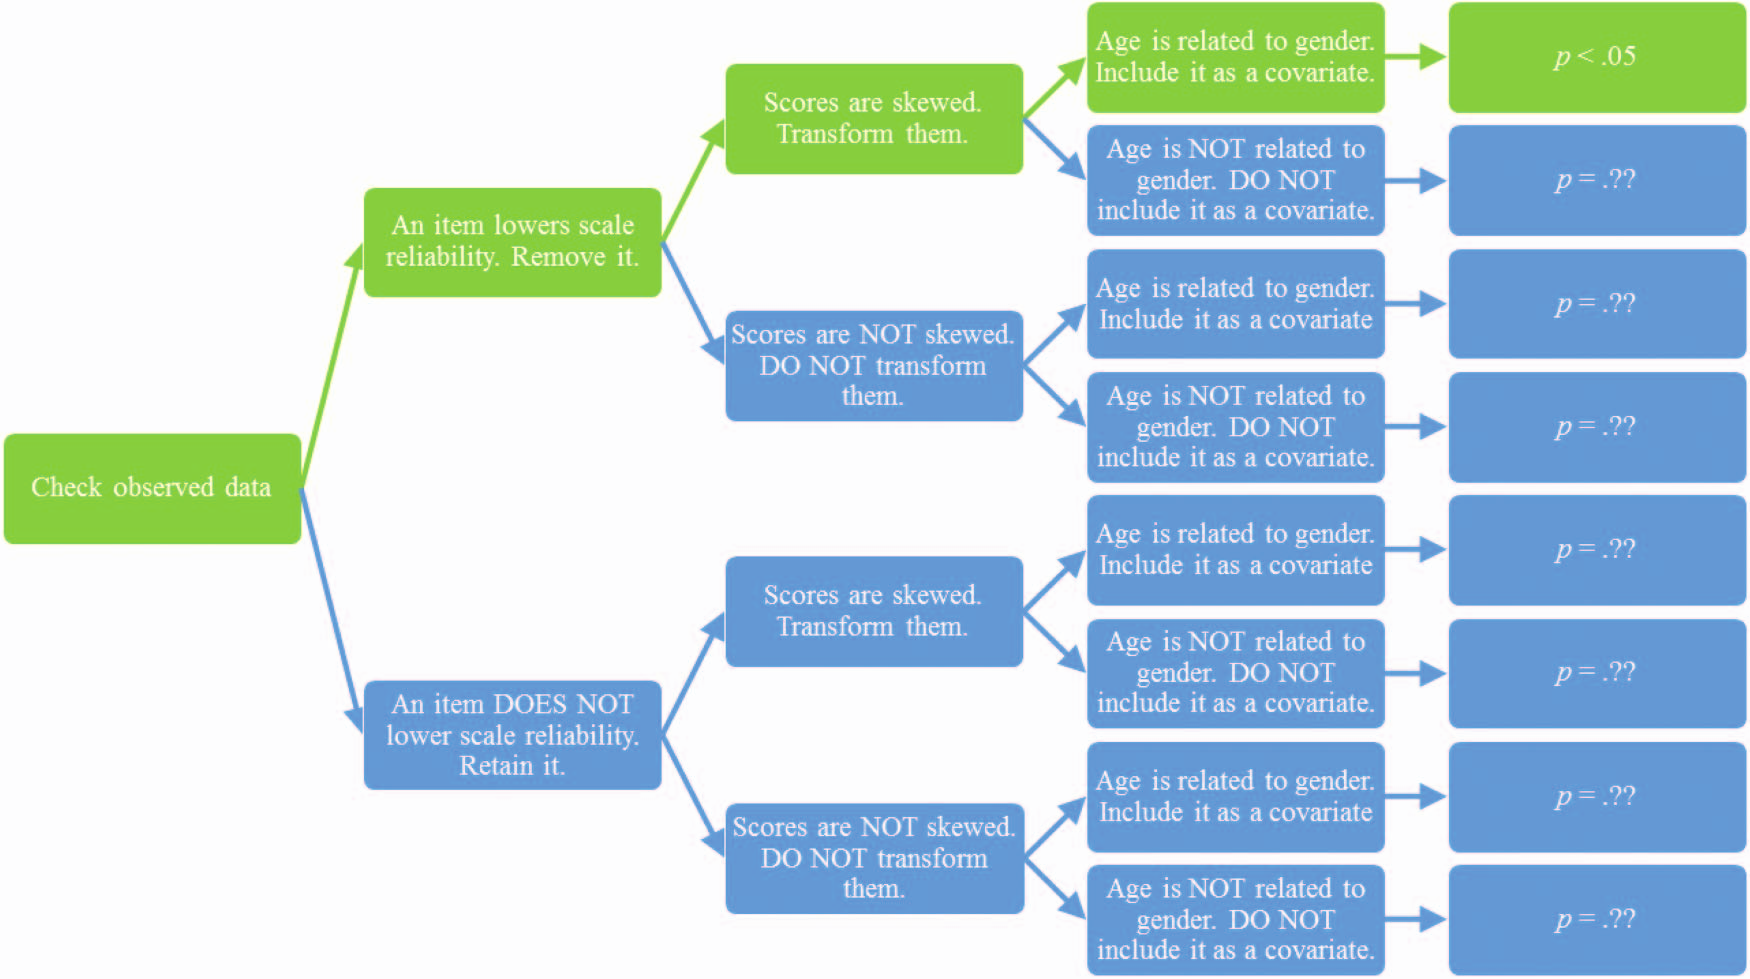 Check observed data
An item lowers scale
reliability. Remove it.
An item DOES NOT
lower scale reliability.
Retain it.
Scores are skewed.
Transform them.
Scores are NOT skewed.
DO NOT transform
them.
Scores are skewed.
Transform them.
Scores are NOT skewed.
DO NOT transform
them.
Age is related to gender.
Include it as a covariate.
Age is NOT related to
gender. DO NOT
include it as a covariate.
Age is related to gender.
Include it as a covariate
Age is NOT related to
gender. DO NOT
include it as a covariate.
Age is related to gender.
Include it as a covariate
Age is NOT related to
gender. DO NOT
include it as a covariate.
Age is related to gender.
Include it as a covariate
Age is NOT related to
gender. DO NOT
include it as a covariate.
p < .05
p = .??
p = .??
p = .??
p = .??
p = .??
p = .??
p = .??